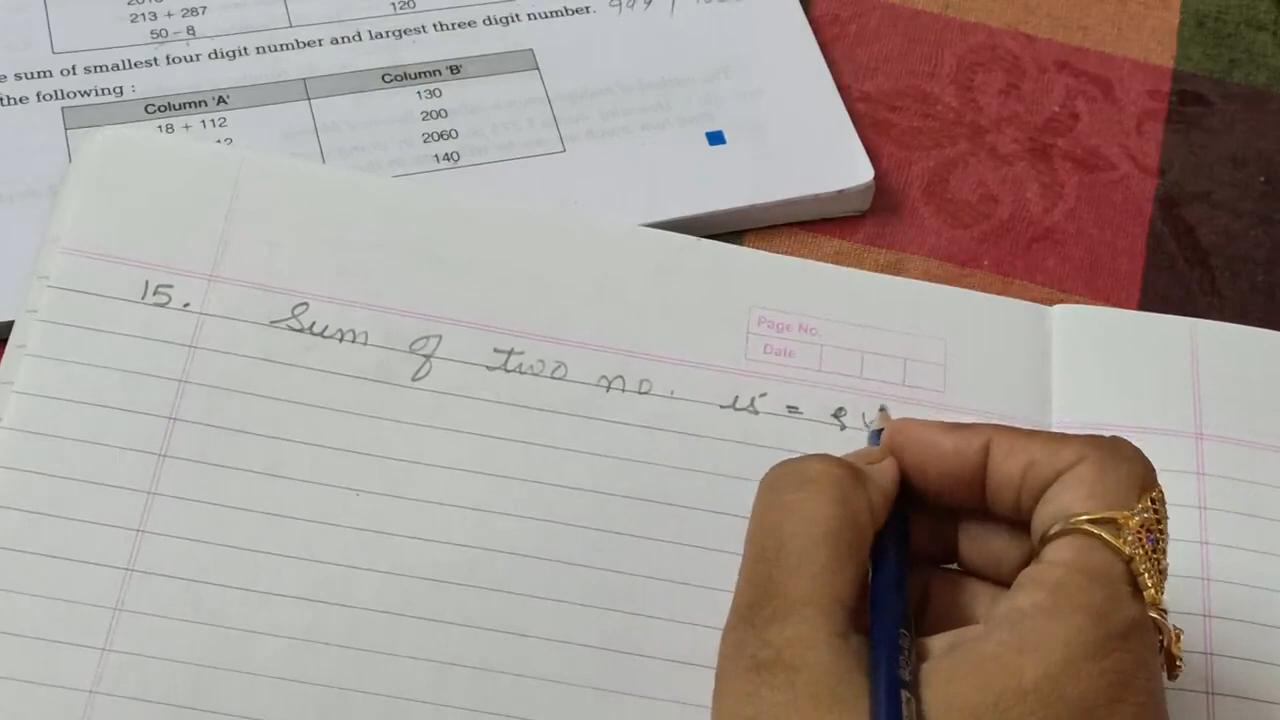 213 + 287
120
50 – 8
e sum of smallest four digit number and largest three digit number. 999
the following :
Column 'A' Column 'B'
18 + 112 130
200
2060
140
Page No.
Date
15. Sum of two no. is =